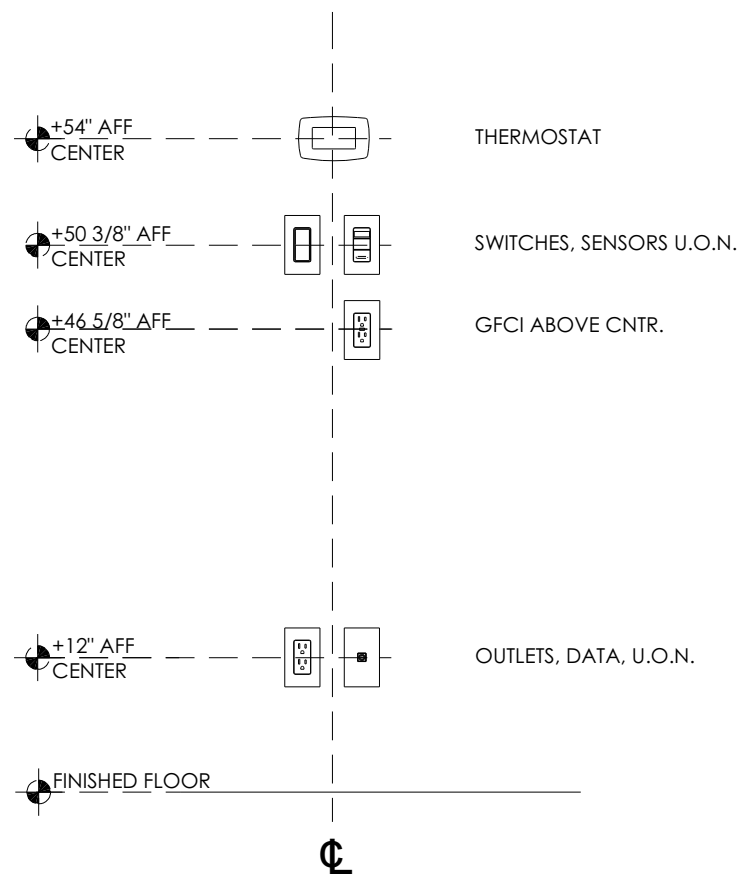 +54" AFF
CENTER
THERMOSTAT
+50 3/8" AFF
CENTER
SWITCHES, SENSORS U.O.N.
+46 5/8" AFF
CENTER
GFCI ABOVE CNTR.
+12" AFF
CENTER
OUTLETS, DATA, U.O.N.
FINISHED FLOOR
℄